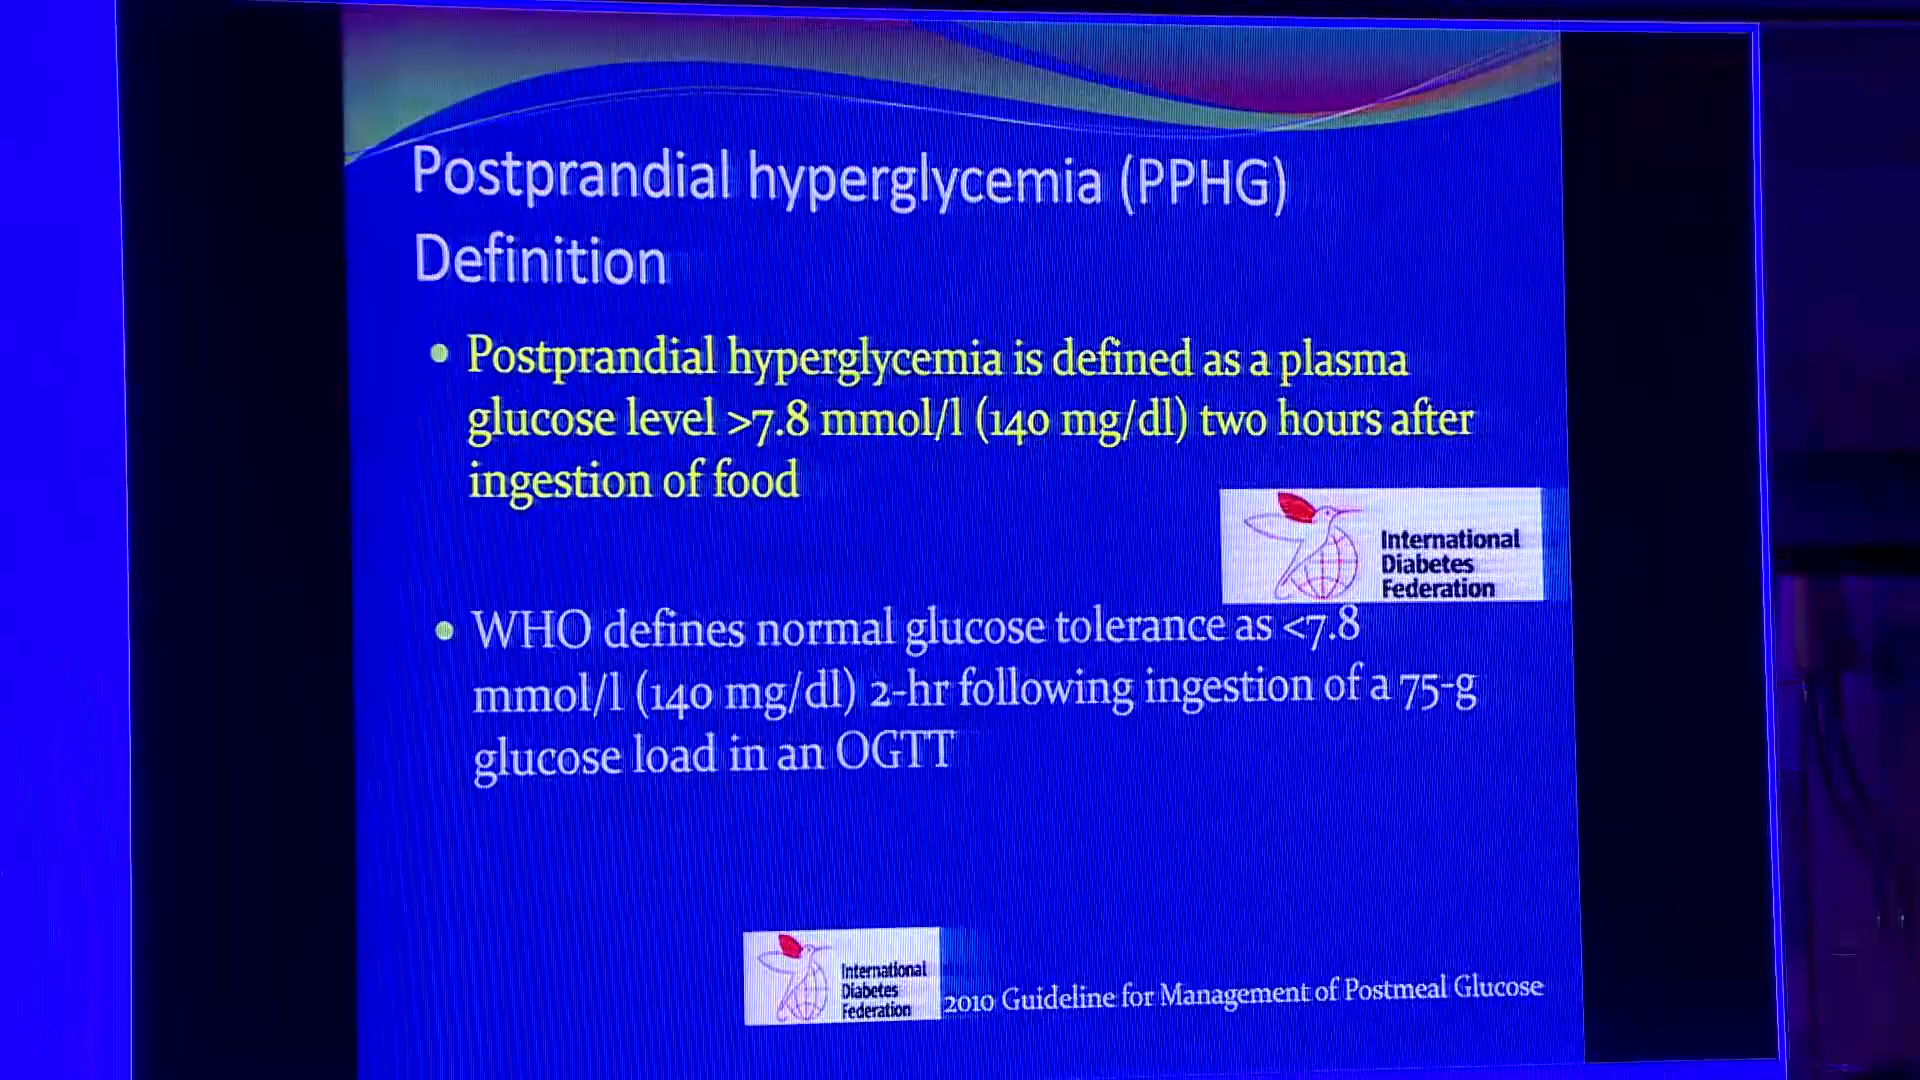 Postprandial hyperglycemia (PPHG)
Definition
• Postprandial hyperglycemia is defined as a plasma
glucose level >7.8 mmol/l (140 mg/dl) two hours after
ingestion of food
International
Diabetes
Federation
• WHO defines normal glucose tolerance as <7.8
mmol/l (140 mg/dl) 2-hr following ingestion of a 75-g
glucose load in an OGTT
International
Diabetes
Federation
2010 Guideline for Management of Postmeal Glucose